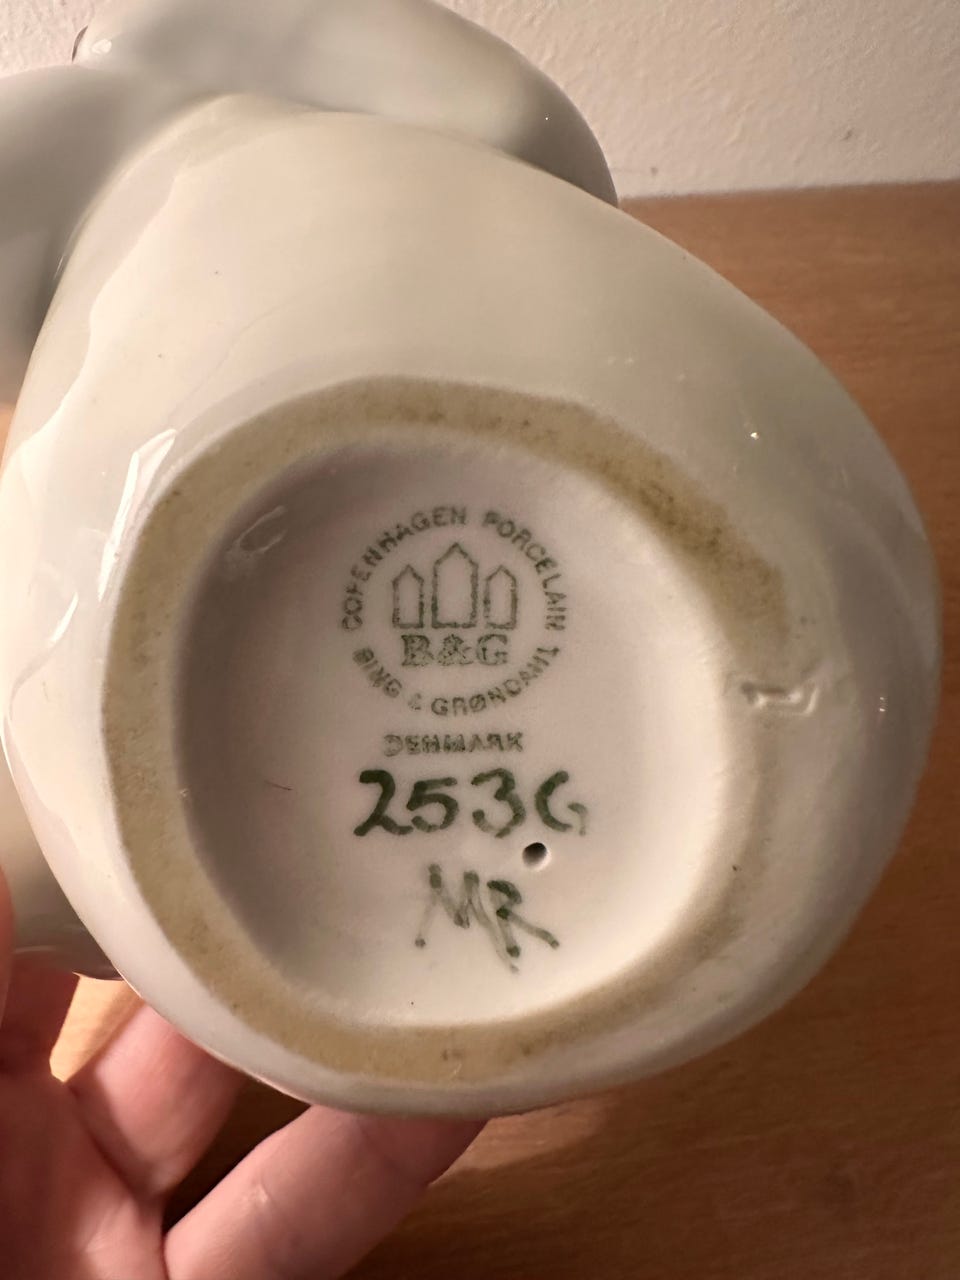 COPENHAGEN PORCELAIN
B&G
BING & GRØNDAHL
DENMARK
2536
MR